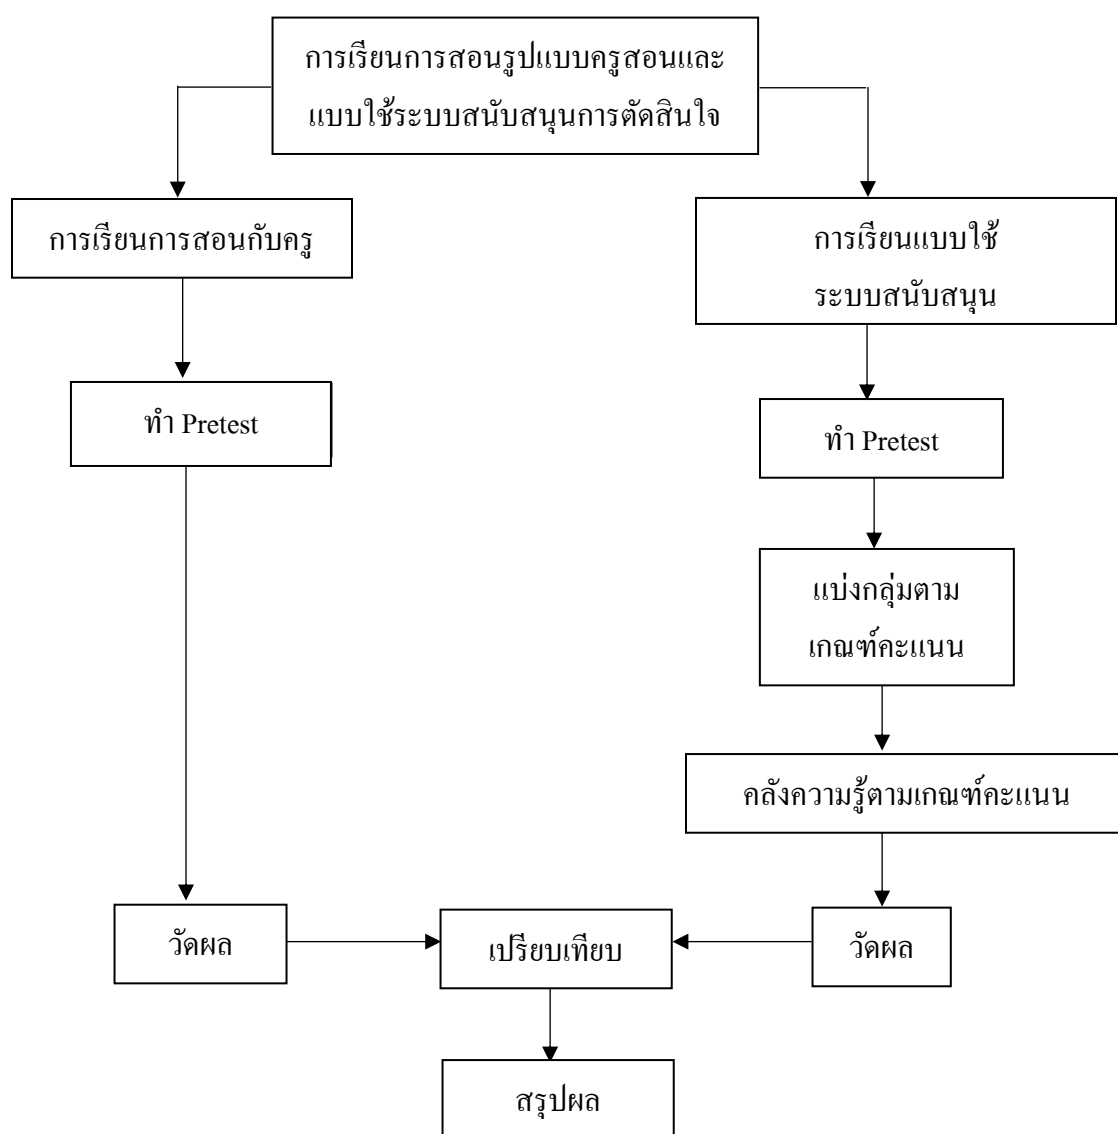 การเรียนการสอนรูปแบบครูสอนและ
แบบใช้ระบบสนับสนุนการตัดสินใจ
การเรียนการสอนกับครู
การเรียนแบบใช้
ระบบสนับสนุน
ทำ Pretest
ทำ Pretest
แบ่งกลุ่มตาม
เกณฑ์คะแนน
คลังความรู้ตามเกณฑ์คะแนน
วัดผล
เปรียบเทียบ
วัดผล
สรุปผล